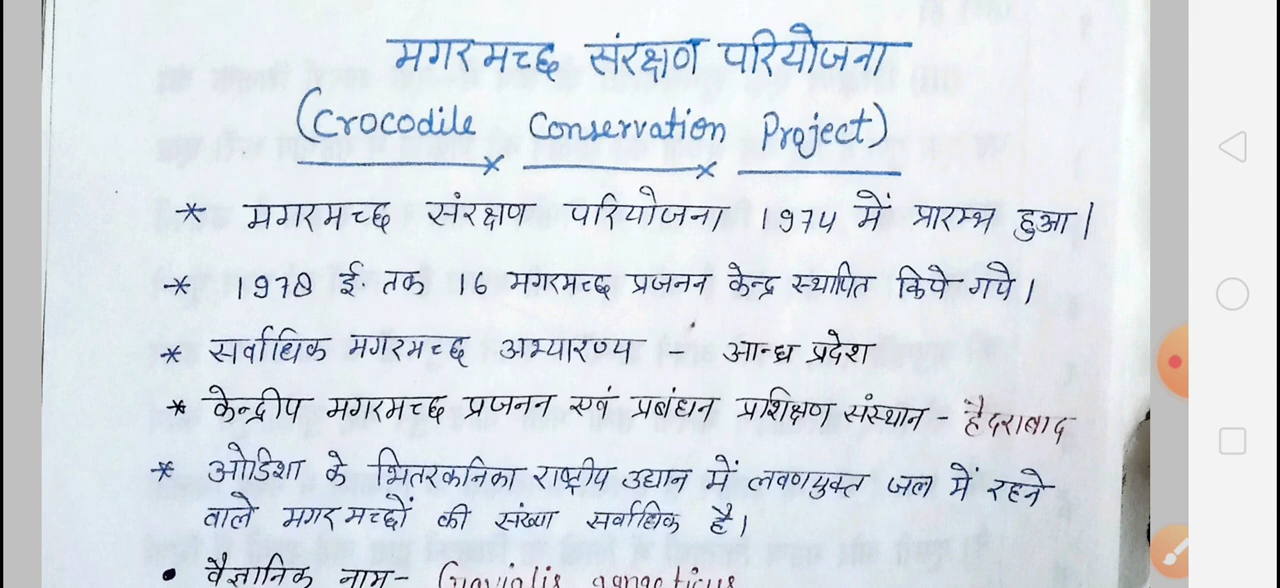 मगरमच्छ संरक्षण परियोजना
(Crocodile Conservation Project)
* मगरमच्छ संरक्षण परियोजना 1974 में प्रारम्भ हुआ।
* 1978 ई. तक 16 मगरमच्छ प्रजनन केन्द्र स्थापित किये गये।
* सर्वाधिक मगरमच्छ अभ्यारण्य - आन्ध्र प्रदेश
* केन्द्रीय मगरमच्छ प्रजनन एवं प्रबंधन प्रशिक्षण संस्थान - हैदराबाद
* ओडिशा के भितरकनिका राष्ट्रीय उद्यान में लवणयुक्त जल में रहने
वाले मगरमच्छों की संख्या सर्वाधिक है।
• वैज्ञानिक नाम - Gavialis gangeticus